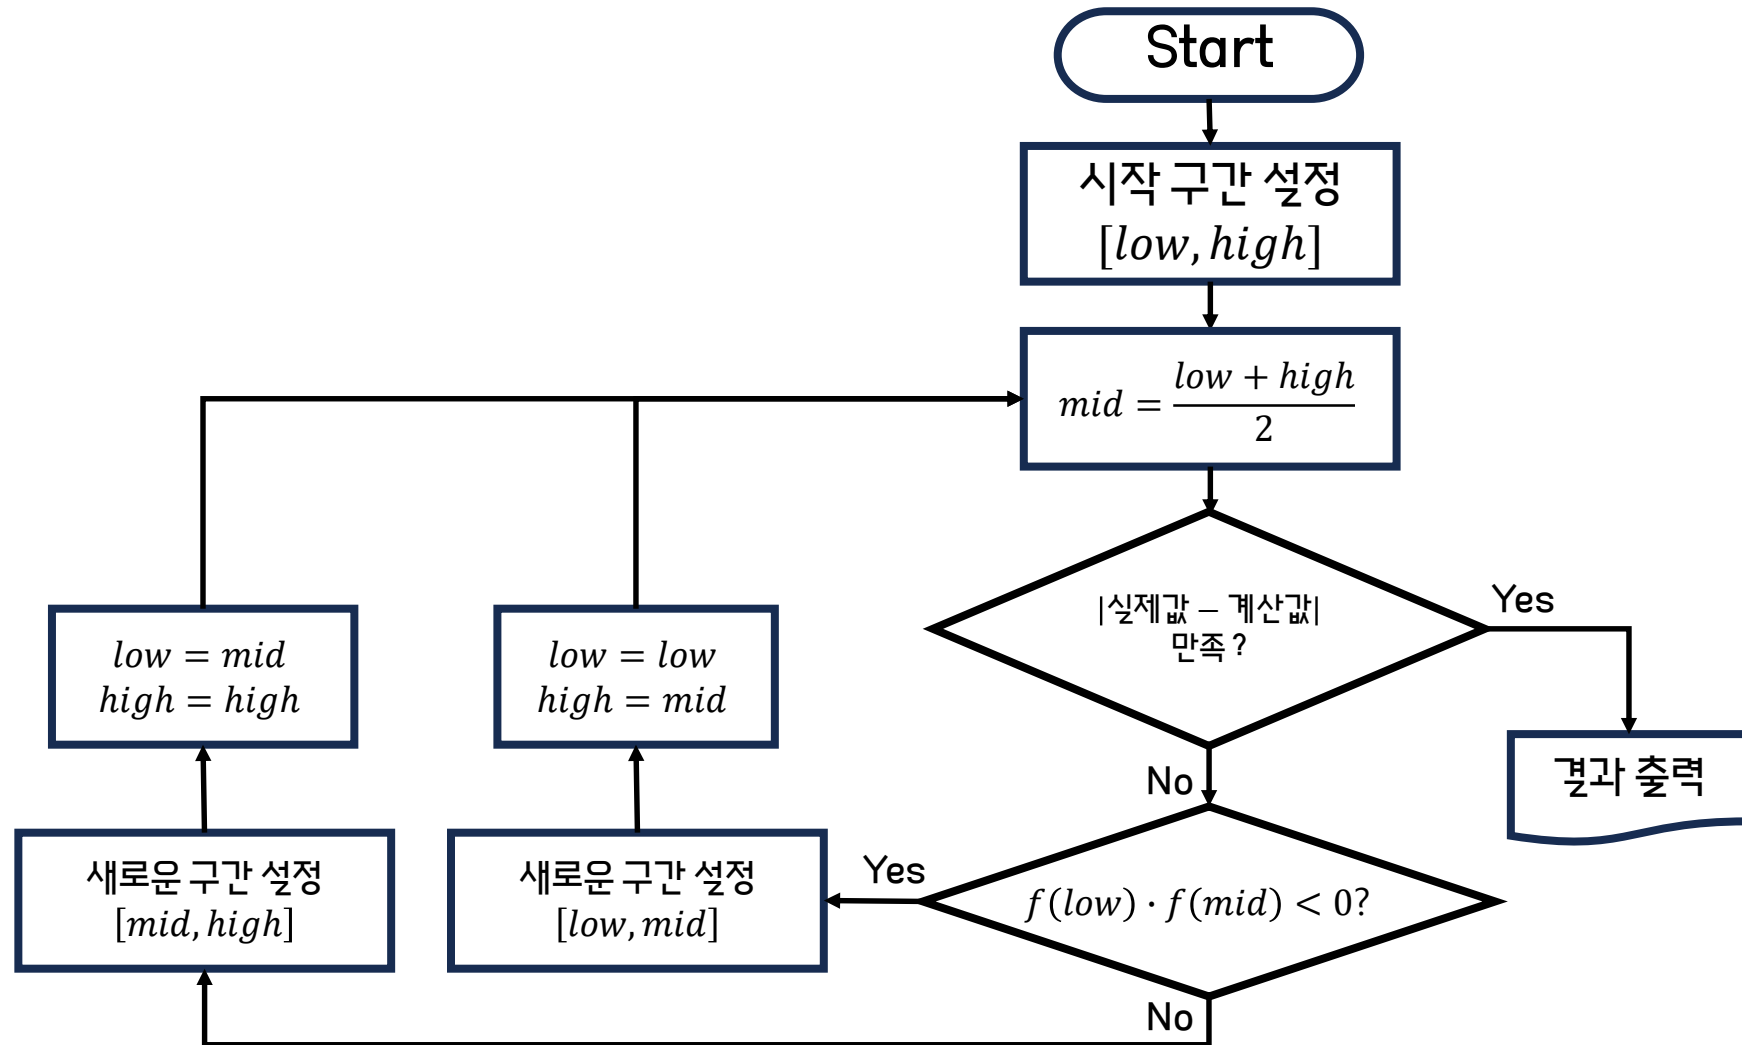 Start
시작 구간 설정
[low, high]
mid = \frac{low + high}{2}
|실제값 – 계산값|
만족 ?
Yes
결과 출력
No
f(low) · f(mid) < 0?
Yes
No
새로운 구간 설정
[low, mid]
low = low
high = mid
새로운 구간 설정
[mid, high]
low = mid
high = high